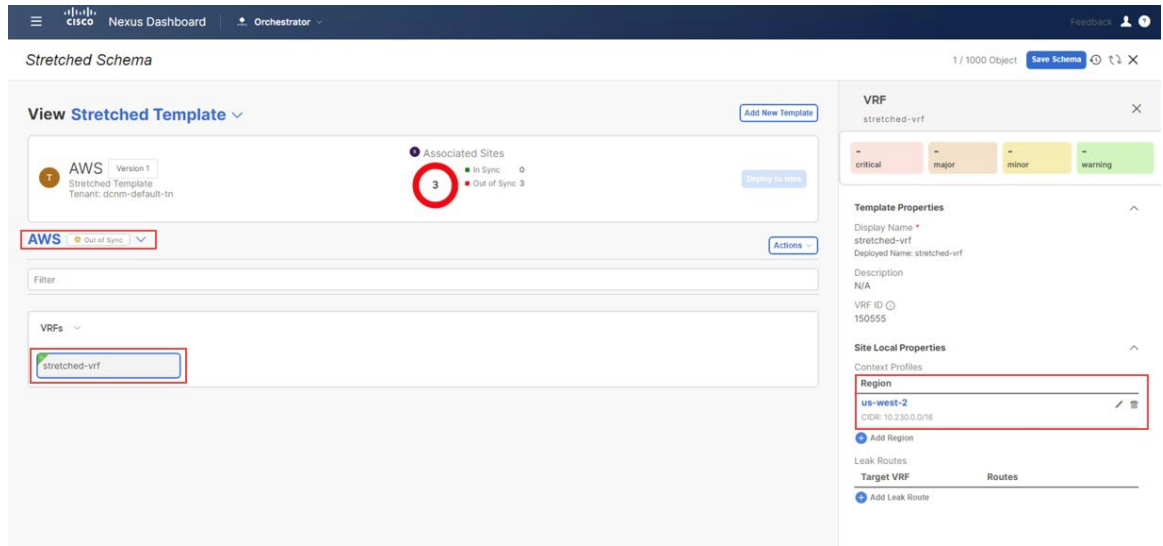 cisco Nexus Dashboard Orchestrator Feedback
Stretched Schema 1 / 1000 Object Save Schema
View Stretched Template Add New Template
AWS Version 1
Stretched Template
Tenant: dcnm-default-tn
Associated Sites
3
In Sync 0
Out of Sync 3
Deploy to sites
AWS Out of Sync Actions
Filter
VRFs
stretched-vrf
VRF
stretched-vrf
- - - -
critical major minor warning
Template Properties
Display Name *
stretched-vrf
Deployed Name: stretched-vrf
Description
N/A
VRF ID
150555
Site Local Properties
Context Profiles
Region
us-west-2
CIDR: 10.230.0.0/16
Add Region
Leak Routes
Target VRF Routes
Add Leak Route